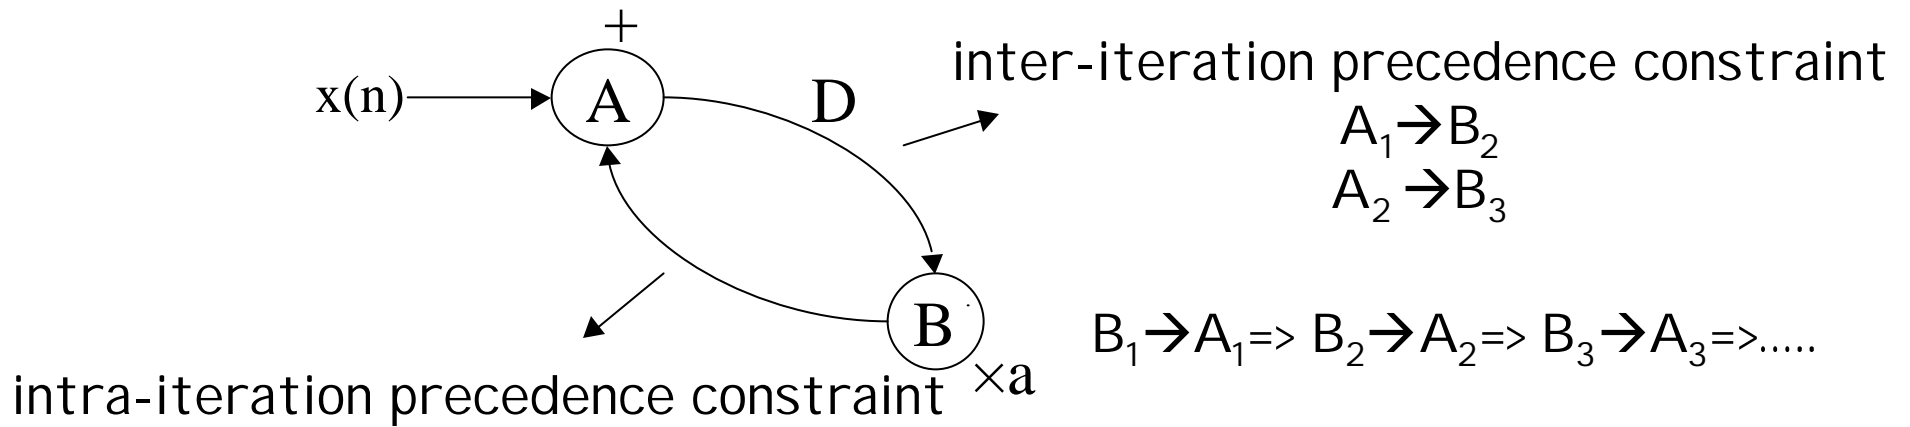 +
x(n) A D
inter-iteration precedence constraint
A₁→B₂
A₂→B₃
B
×a
B₁→A₁=> B₂→A₂=> B₃→A₃=>.....
intra-iteration precedence constraint